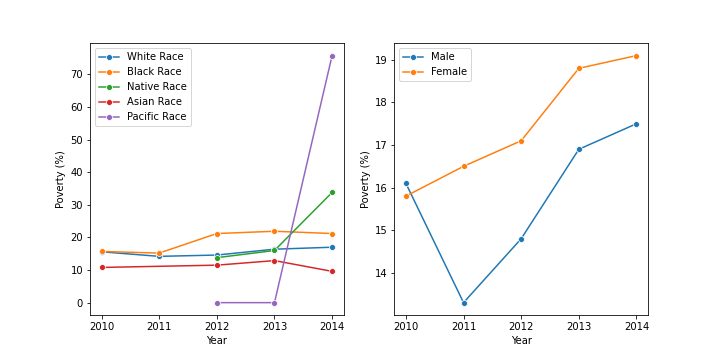 White Race
Black Race
Native Race
Asian Race
Pacific Race
70
60
50
40
30
20
10
0
Poverty (%)
2010 2011 2012 2013 2014
Year
Male
Female
19
18
17
16
15
14
Poverty (%)
2010 2011 2012 2013 2014
Year